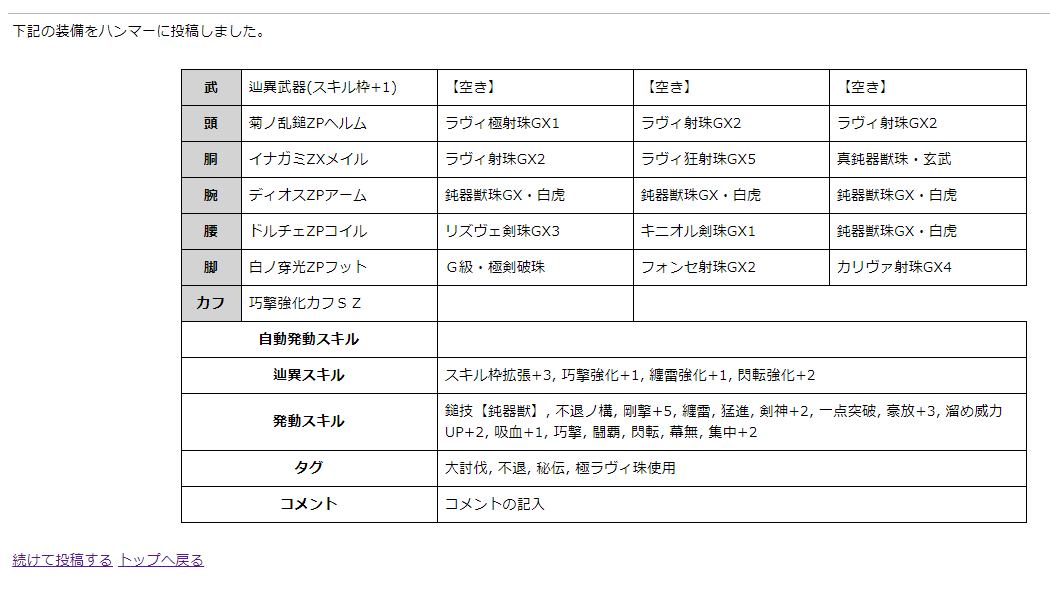 下記の装備をハンマーに投稿しました。
武 辿異武器(スキル枠+1) 【空き】 【空き】 【空き】
頭 菊ノ乱鎚ZPヘルム ラヴィ極射珠GX1 ラヴィ射珠GX2 ラヴィ射珠GX2
胴 イナガミZXメイル ラヴィ射珠GX2 ラヴィ狂射珠GX5 真鈍器獣珠・玄武
腕 ディオスZPアーム 鈍器獣珠GX・白虎 鈍器獣珠GX・白虎 鈍器獣珠GX・白虎
腰 ドルチェZPコイル リズヴェ剣珠GX3 キニオル剣珠GX1 鈍器獣珠GX・白虎
脚 白ノ穿光ZPフット Ｇ級・極剣破珠 フォンセ射珠GX2 カリヴァ射珠GX4
カフ 巧撃強化カフＳＺ
自動発動スキル
辿異スキル スキル枠拡張+3, 巧撃強化+1, 纏雷強化+1, 閃転強化+2
発動スキル 鎚技【鈍器獣】, 不退ノ構, 剛撃+5, 纏雷, 猛進, 剣神+2, 一点突破, 豪放+3, 溜め威力
UP+2, 吸血+1, 巧撃, 闘覇, 閃転, 幕無, 集中+2
タグ 大討伐, 不退, 秘伝, 極ラヴィ珠使用
コメント コメントの記入
続けて投稿する トップへ戻る